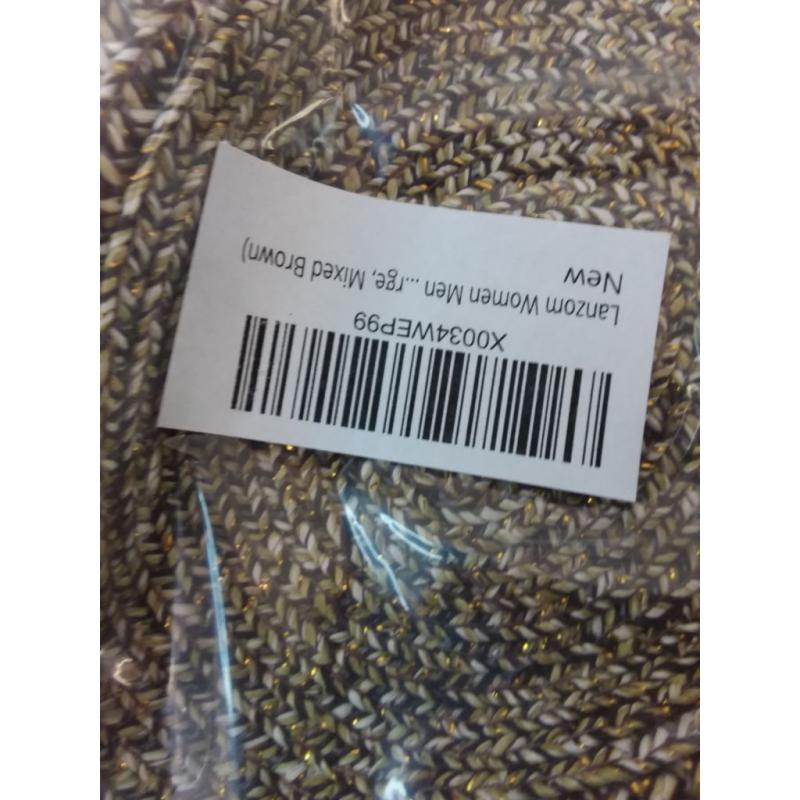 X0034WEP99
Lanzom Women Men ...rge, Mixed Brown)
New